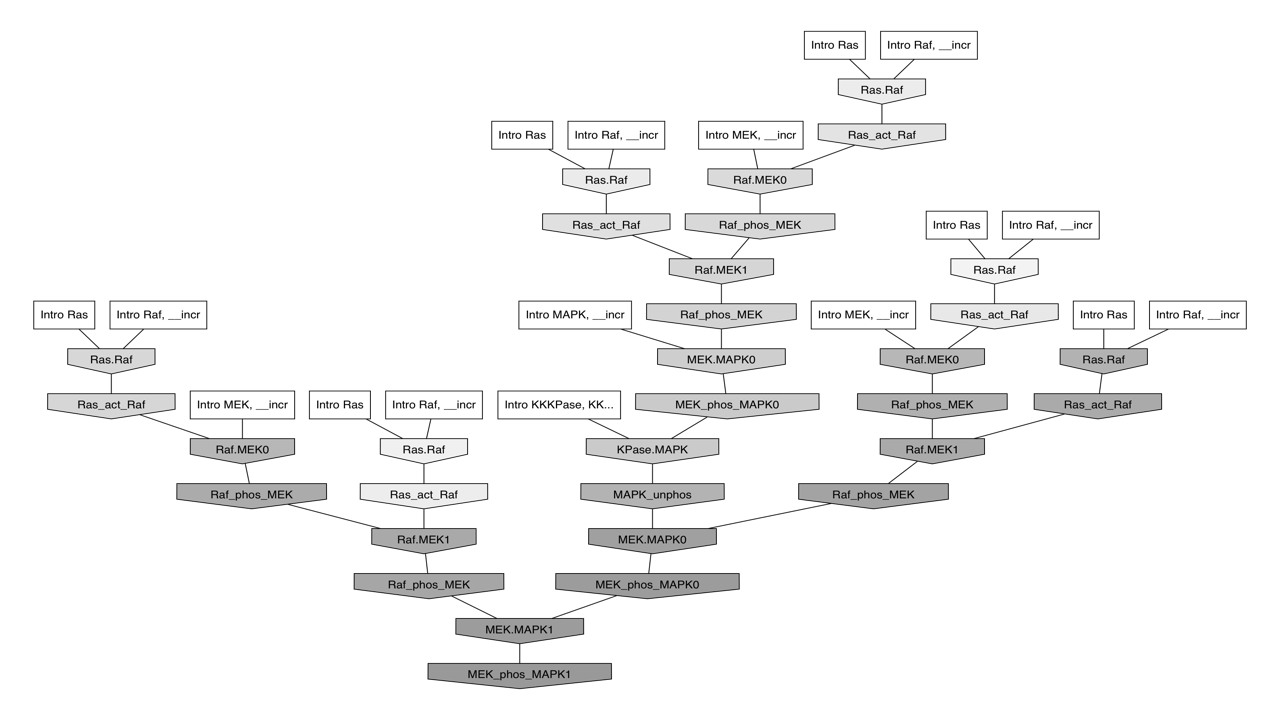 Intro Ras
Intro Raf, __incr
Ras.Raf
Intro Ras
Intro Raf, __incr
Intro MEK, __incr
Ras_act_Raf
Ras.Raf
Raf.MEK0
Ras_act_Raf
Raf_phos_MEK
Intro Ras
Intro Raf, __incr
Raf.MEK1
Ras.Raf
Intro Ras
Intro Raf, __incr
Intro MAPK, __incr
Raf_phos_MEK
Intro MEK, __incr
Ras_act_Raf
Intro Ras
Intro Raf, __incr
Ras.Raf
MEK.MAPK0
Raf.MEK0
Ras.Raf
Ras_act_Raf
Intro MEK, __incr
Intro Ras
Intro Raf, __incr
Intro KKKPase, KK...
MEK_phos_MAPK0
Raf_phos_MEK
Ras_act_Raf
Raf.MEK0
Ras.Raf
KPase.MAPK
Raf.MEK1
Raf_phos_MEK
Ras_act_Raf
MAPK_unphos
Raf_phos_MEK
Raf.MEK1
MEK.MAPK0
Raf_phos_MEK
MEK_phos_MAPK0
MEK.MAPK1
MEK_phos_MAPK1